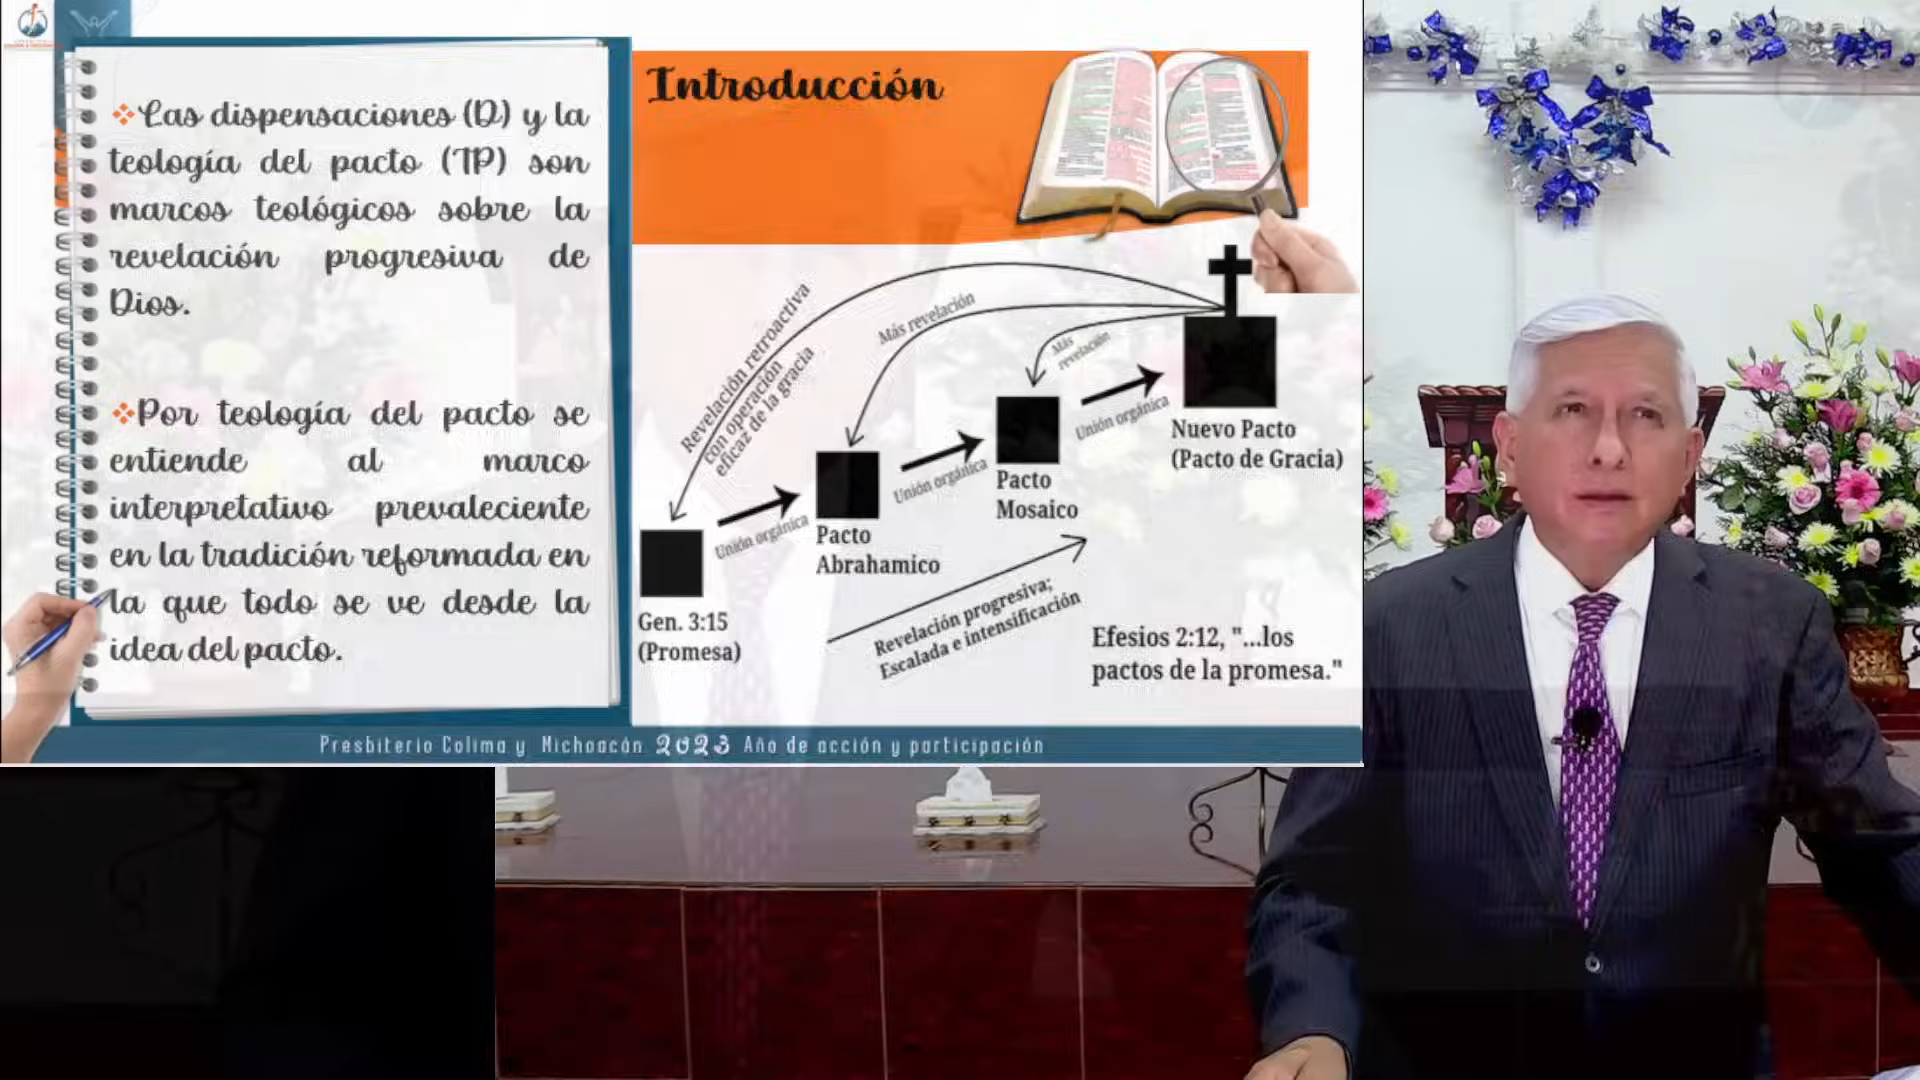 Las dispensaciones (D) y la
teología del pacto (TP) son
marcos teológicos sobre la
revelación progresiva de
Dios.
Por teología del pacto se
entiende al marco
interpretativo prevaleciente
en la tradición reformada en
la que todo se ve desde la
idea del pacto.
Introducción
Revelación retroactiva
con operación
eficaz de la gracia
Más revelación
Más
revelación
Unión orgánica
Unión orgánica
Unión orgánica
Gen. 3:15
(Promesa)
Pacto
Abrahamico
Pacto
Mosaico
Nuevo Pacto
(Pacto de Gracia)
Revelación progresiva;
Escalada e intensificación
Efesios 2:12, "...los
pactos de la promesa."
Presbiterio Colima y Michoacán 2023 Año de acción y participación